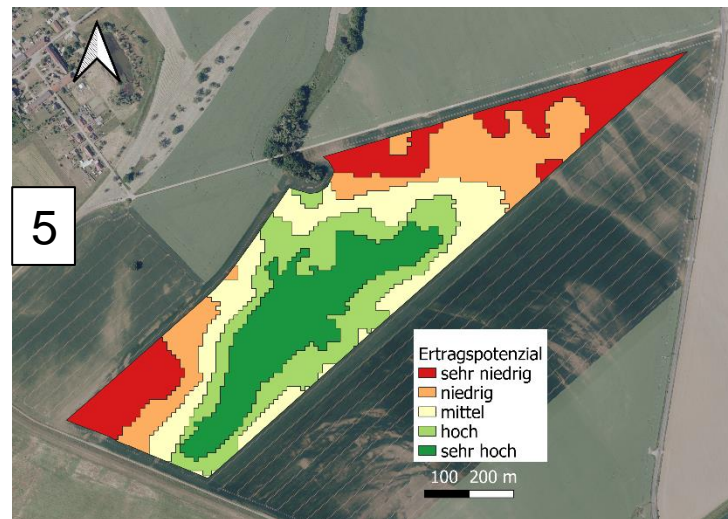 5
Ertragspotenzial
sehr niedrig
niedrig
mittel
hoch
sehr hoch
100 200 m